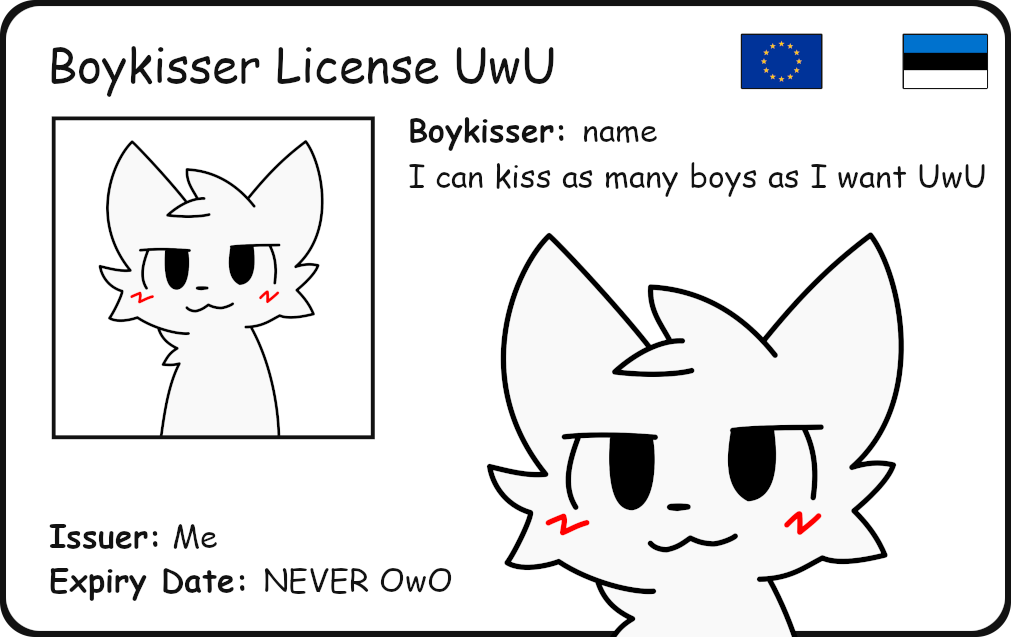 Boykisser License UwU
Boykisser: name
I can kiss as many boys as I want UwU
Issuer: Me
Expiry Date: NEVER OwO